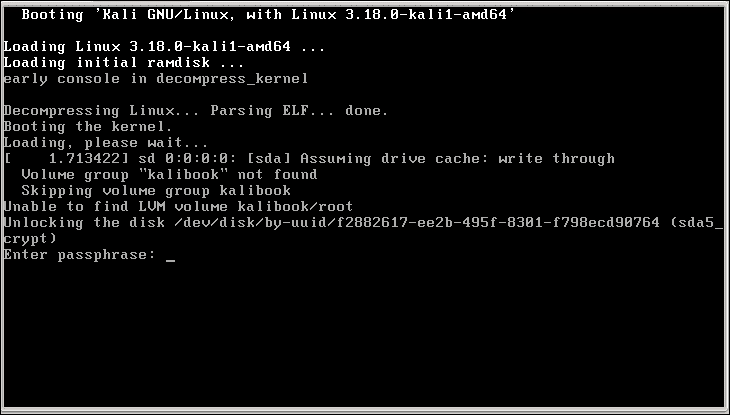 Booting 'Kali GNU/Linux, with Linux 3.18.0-kali1-amd64'
Loading Linux 3.18.0-kali1-amd64 ...
Loading initial ramdisk ...
early console in decompress_kernel
Decompressing Linux... Parsing ELF... done.
Booting the kernel.
Loading, please wait...
[    1.713422] sd 0:0:0:0: [sda] Assuming drive cache: write through
  Volume group "kalibook" not found
  Skipping volume group kalibook
Unable to find LVM volume kalibook/root
Unlocking the disk /dev/disk/by-uuid/f2882617-ee2b-495f-8301-f798ecd90764 (sda5_
crypt)
Enter passphrase: _